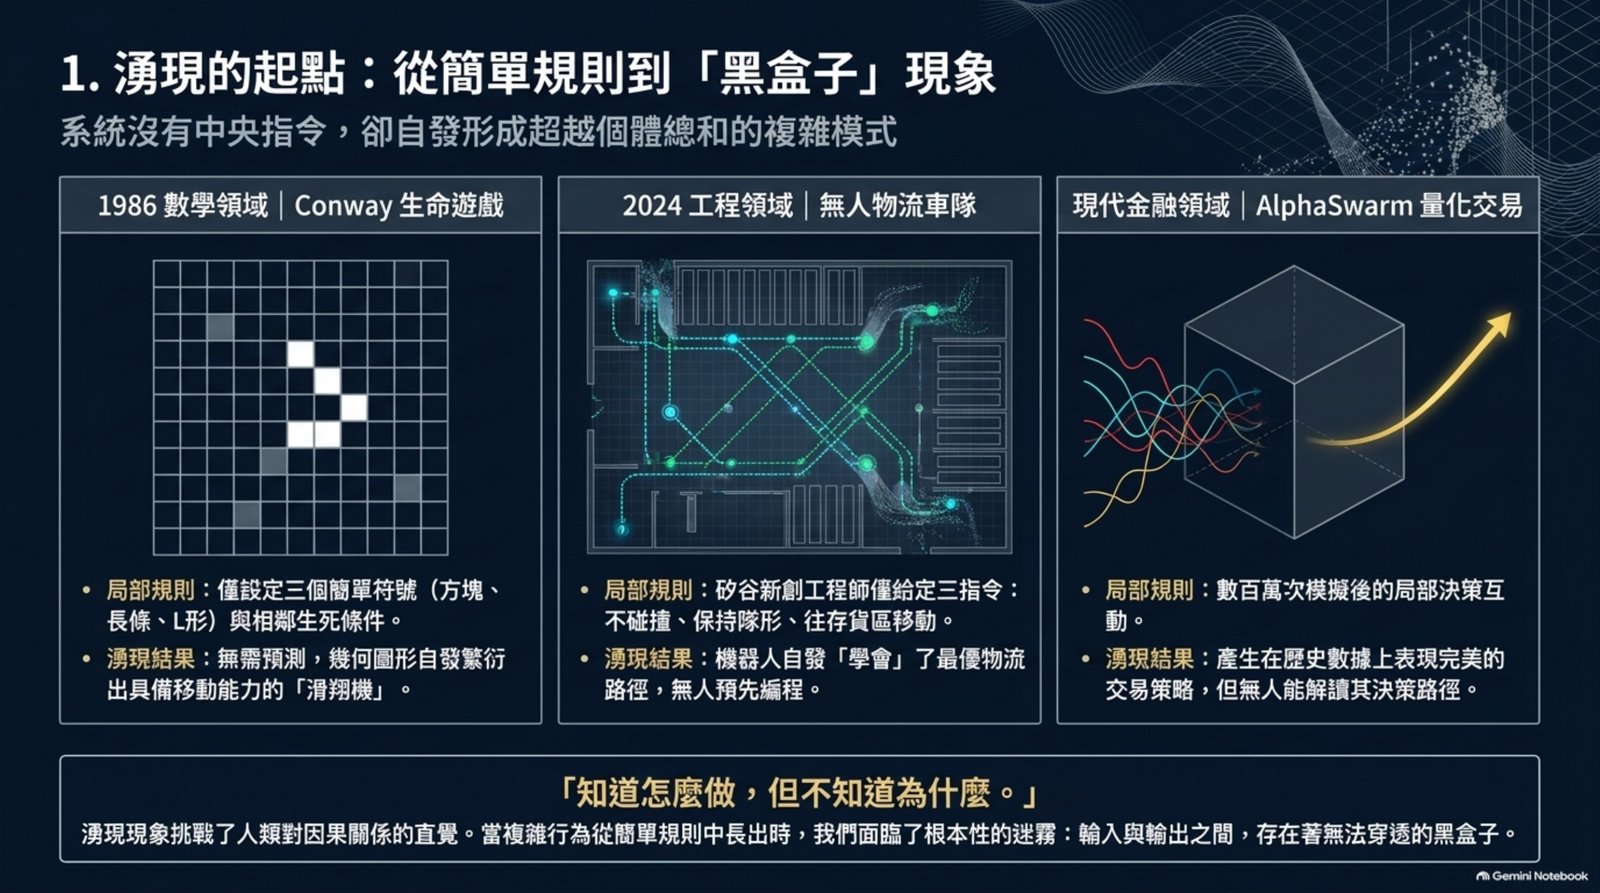 1. 湧現的起點：從簡單規則到「黑盒子」現象
系統沒有中央指令，卻自發形成超越個體總和的複雜模式
1986 數學領域｜Conway 生命遊戲
• 局部規則：僅設定三個簡單符號（方塊、
長條、L形）與相鄰生死條件。
• 湧現結果：無需預測，幾何圖形自發繁衍
出具備移動能力的「滑翔機」。
2024 工程領域｜無人物流車隊
• 局部規則：矽谷新創工程師僅給定三指令：
不碰撞、保持隊形、往存貨區移動。
• 湧現結果：機器人自發「學會」了最優物流
路徑，無人預先編程。
現代金融領域｜AlphaSwarm 量化交易
• 局部規則：數百萬次模擬後的局部決策互
動。
• 湧現結果：產生在歷史數據上表現完美的
交易策略，但無人能解讀其決策路徑。
「知道怎麼做，但不知道為什麼。」
湧現現象挑戰了人類對因果關係的直覺。當複雜行為從簡單規則中長出時，我們面臨了根本性的迷霧：輸入與輸出之間，存在著無法穿透的黑盒子。
Gemini Notebook